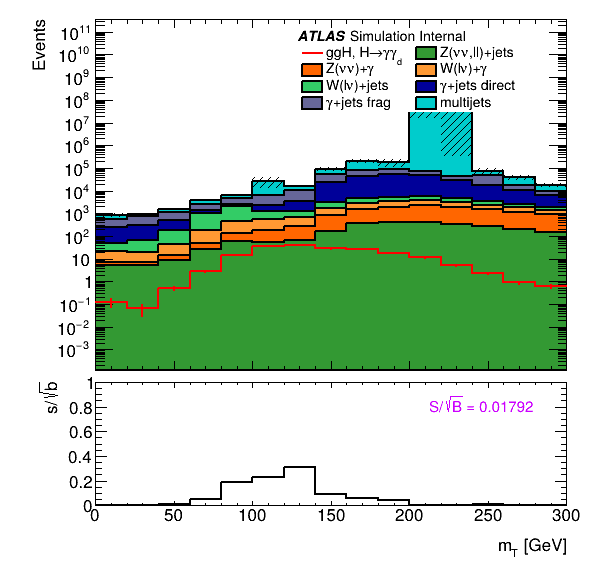 ATLAS Simulation Internal
ggH, H→γγ_d
Z(νν,ll)+jets
Z(νν)+γ
W(lν)+γ
W(lν)+jets
γ+jets direct
γ+jets frag
multijets
Events
10^11
10^10
10^9
10^8
10^7
10^6
10^5
10^4
10^3
10^2
10
1
10^−1
10^−2
10^−3
s/√b
1
0.8
0.6
0.4
0.2
0
S/√B = 0.01792
0 50 100 150 200 250 300
m_T [GeV]